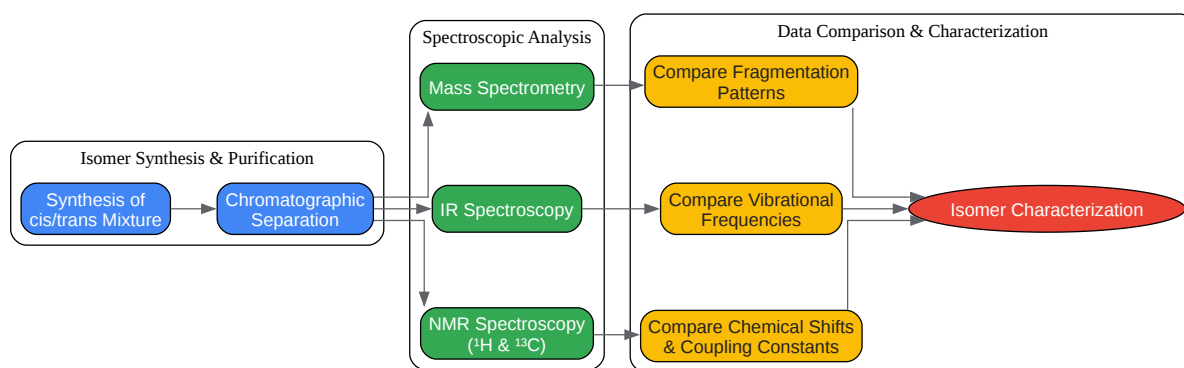 Isomer Synthesis & Purification
Synthesis of
cis/trans Mixture
Chromatographic
Separation
Spectroscopic Analysis
Mass Spectrometry
IR Spectroscopy
NMR Spectroscopy
(¹H & ¹³C)
Data Comparison & Characterization
Compare Fragmentation
Patterns
Compare Vibrational
Frequencies
Compare Chemical Shifts
& Coupling Constants
Isomer Characterization